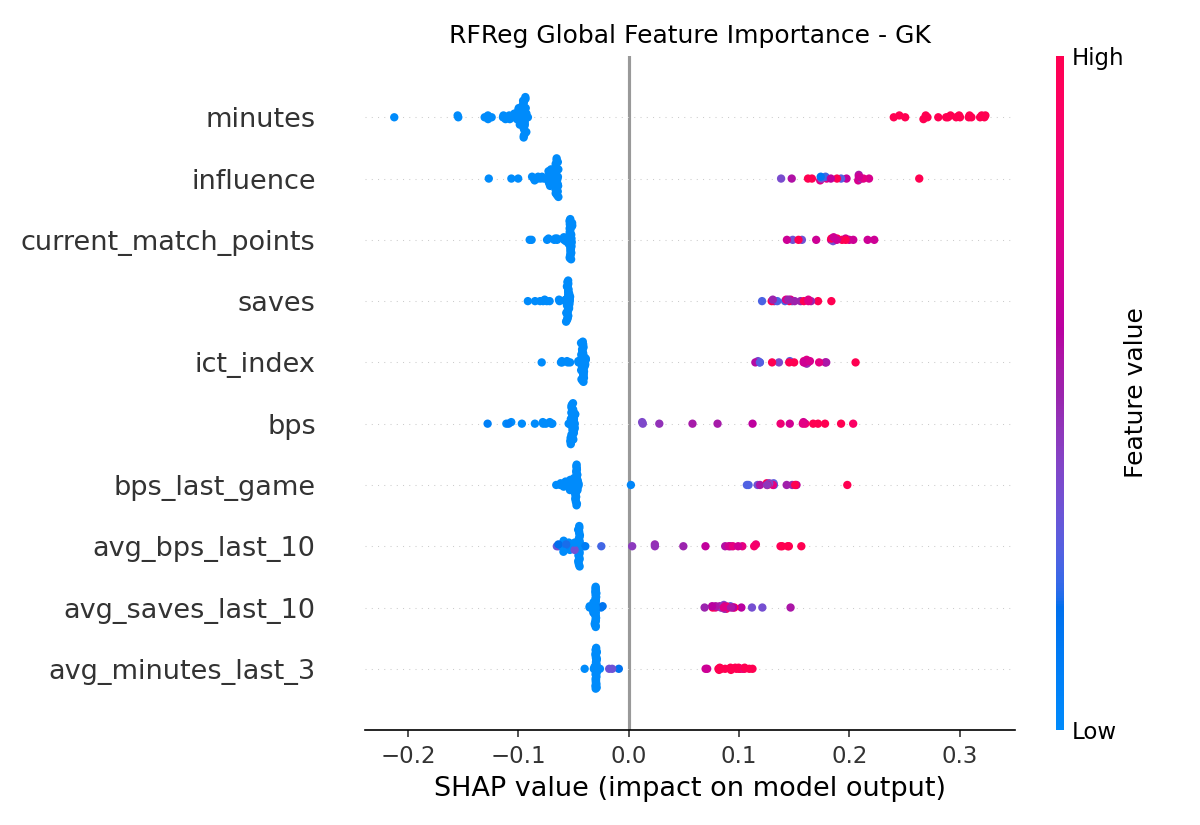 RFReg Global Feature Importance - GK
High
minutes
influence
current_match_points
saves
ict_index
bps
bps_last_game
avg_bps_last_10
avg_saves_last_10
avg_minutes_last_3
Feature value
Low
−0.2 −0.1 0.0 0.1 0.2 0.3
SHAP value (impact on model output)